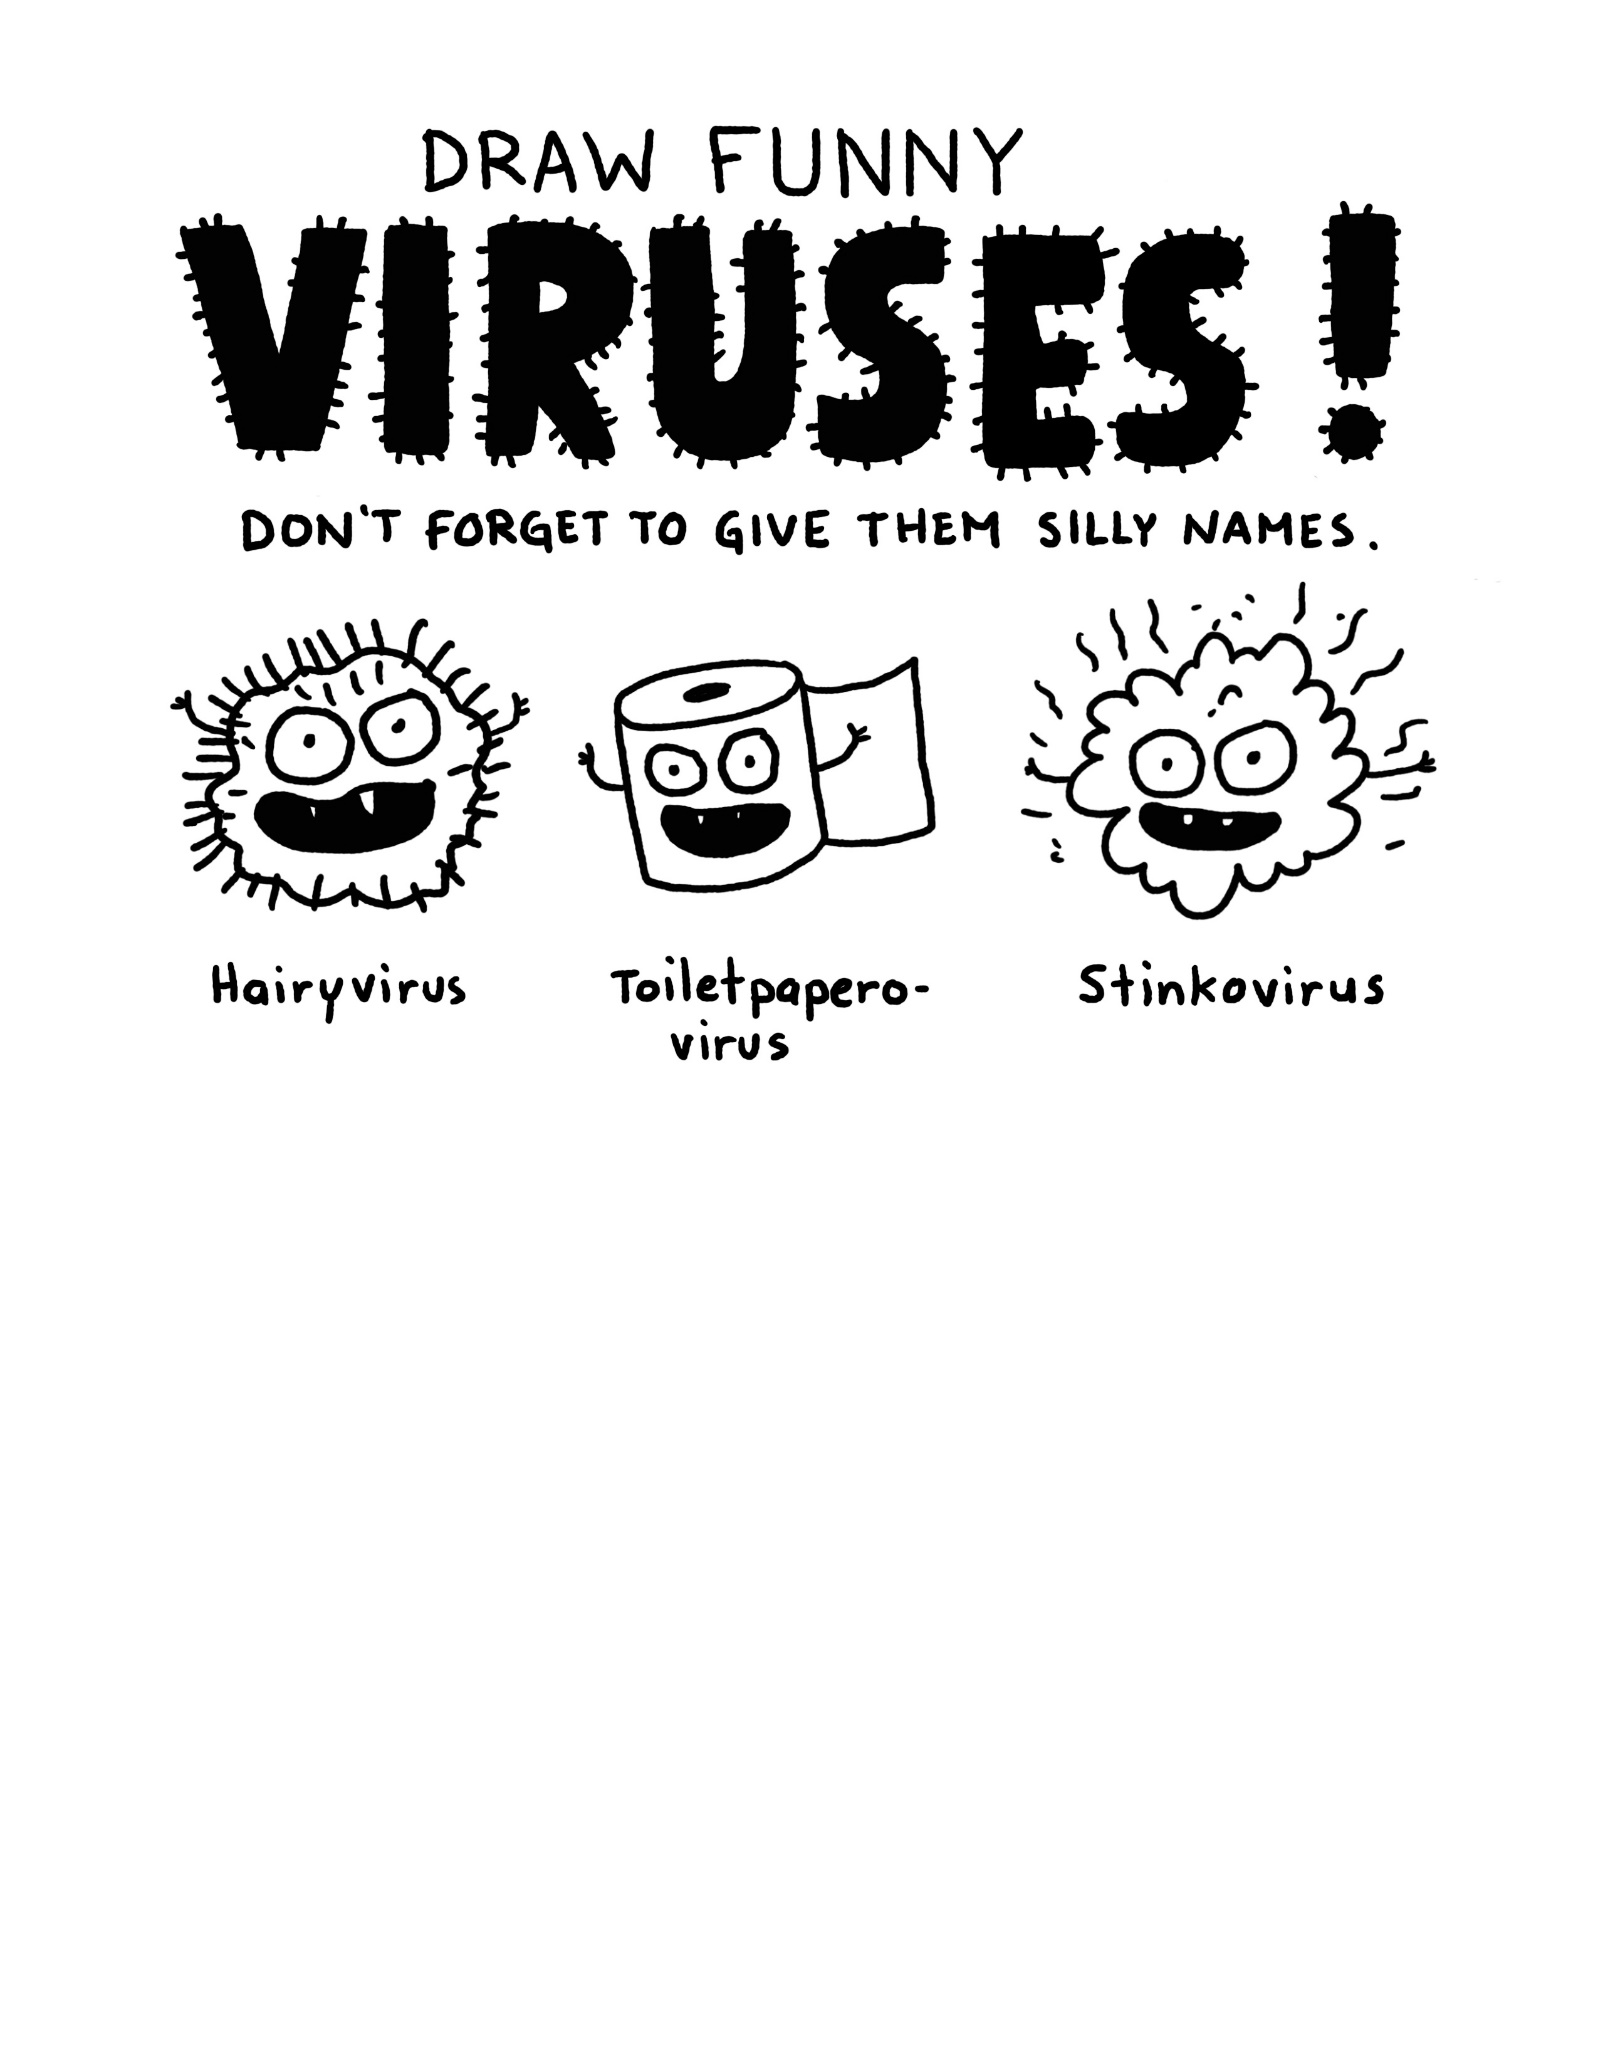 DRAW FUNNY
VIRUSES!
DON'T FORGET TO GIVE THEM SILLY NAMES.
Hairyvirus
Toiletpapero-
virus
Stinkovirus